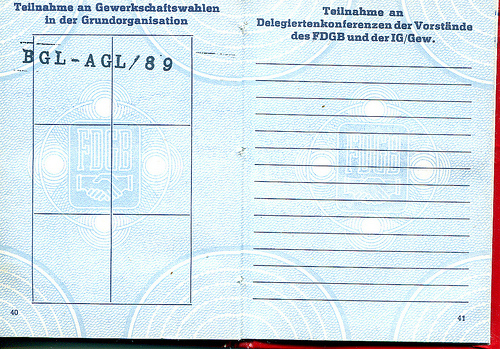 Teilnahme an Gewerkschaftswahlen
in der Grundorganisation
BGL-AGL/89
FDGB
40
Teilnahme an
Delegiertenkonferenzen der Vorstände
des FDGB und der IG/Gew.
FDGB
41